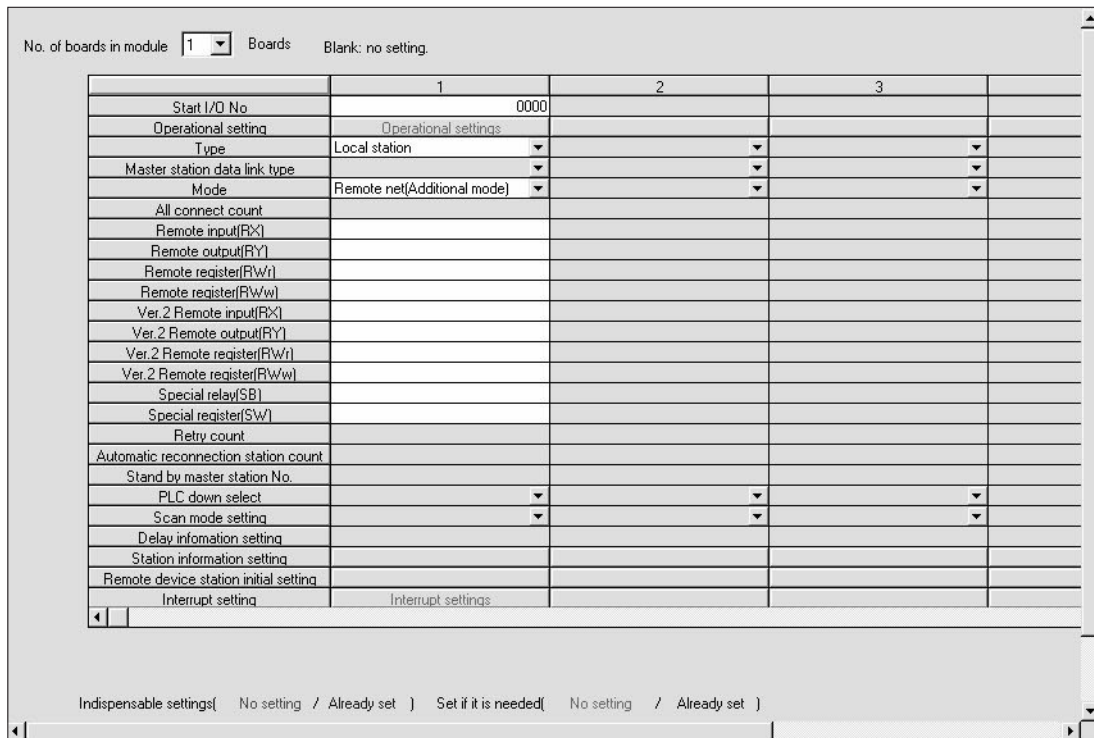 No. of boards in module 1 Boards Blank: no setting.
1 2 3
Start I/O No 0000
Operational setting Operational settings
Type Local station
Master station data link type
Mode Remote net(Additional mode)
All connect count
Remote input(RX)
Remote output(RY)
Remote register(RWr)
Remote register(RWw)
Ver.2 Remote input(RX)
Ver.2 Remote output(RY)
Ver.2 Remote register(RWr)
Ver.2 Remote register(RWw)
Special relay(SB)
Special register(SW)
Retry count
Automatic reconnection station count
Stand by master station No.
PLC down select
Scan mode setting
Delay infomation setting
Station information setting
Remote device station initial setting
Interrupt setting Interrupt settings
Indispensable settings( No setting / Already set ) Set if it is needed( No setting / Already set )